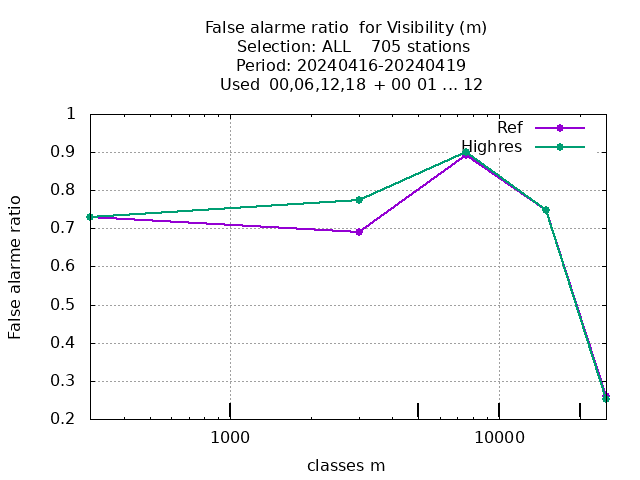 False alarme ratio  for Visibility (m)
Selection: ALL    705 stations
Period: 20240416-20240419
Used  00,06,12,18  + 00 01 ... 12
Ref
Highres
1
0.9
0.8
0.7
0.6
0.5
0.4
0.3
0.2
False alarme ratio
1000
10000
classes m